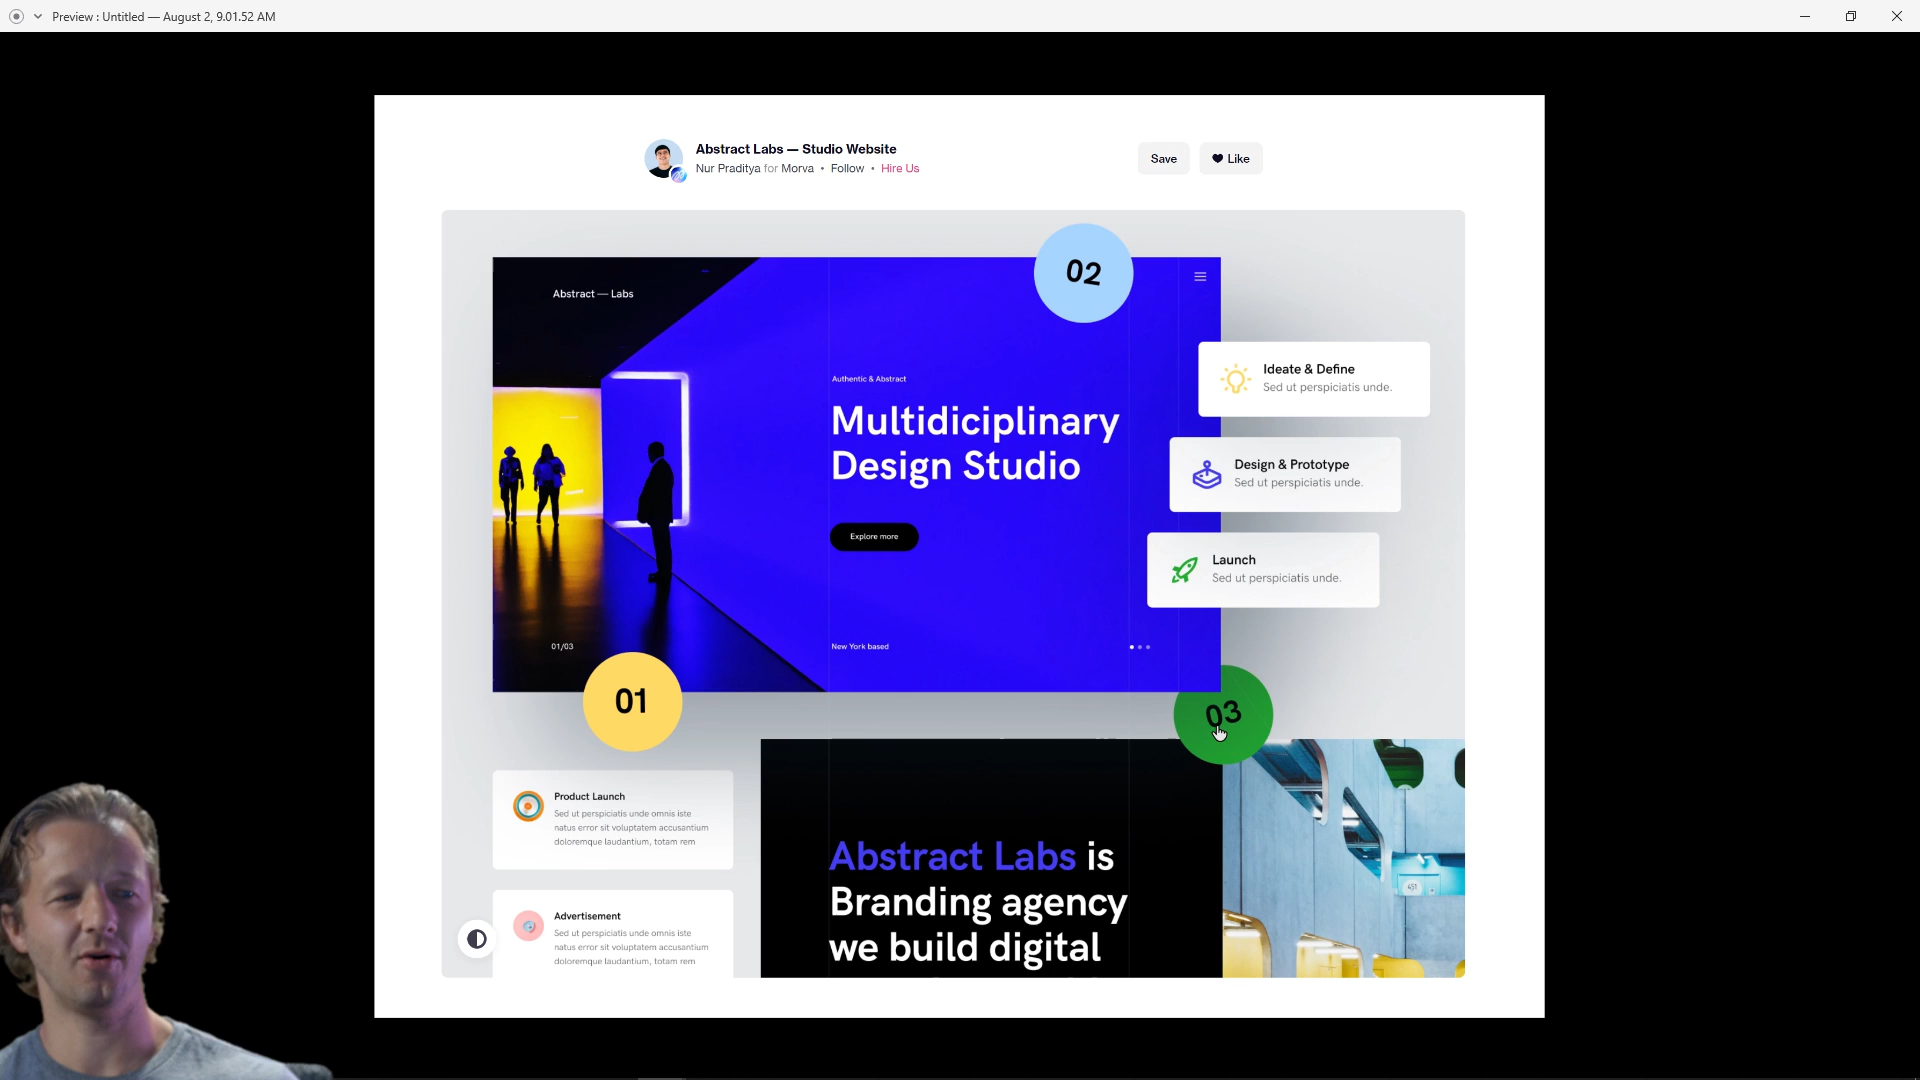 Preview : Untitled — August 2, 9.01.52 AM
Abstract Labs — Studio Website
Nur Praditya for Morva • Follow • Hire Us
Save
Like
02
Abstract — Labs
Authentic & Abstract
Multidiciplinary
Design Studio
Explore more
Ideate & Define
Sed ut perspiciatis unde.
Design & Prototype
Sed ut perspiciatis unde.
Launch
Sed ut perspiciatis unde.
01/03
New York based
01
03
Product Launch
Sed ut perspiciatis unde omnis iste
natus error sit voluptatem accusantium
doloremque laudantium, totam rem
Advertisement
Sed ut perspiciatis unde omnis iste
natus error sit voluptatem accusantium
doloremque laudantium, totam rem
Abstract Labs is
Branding agency
we build digital
451